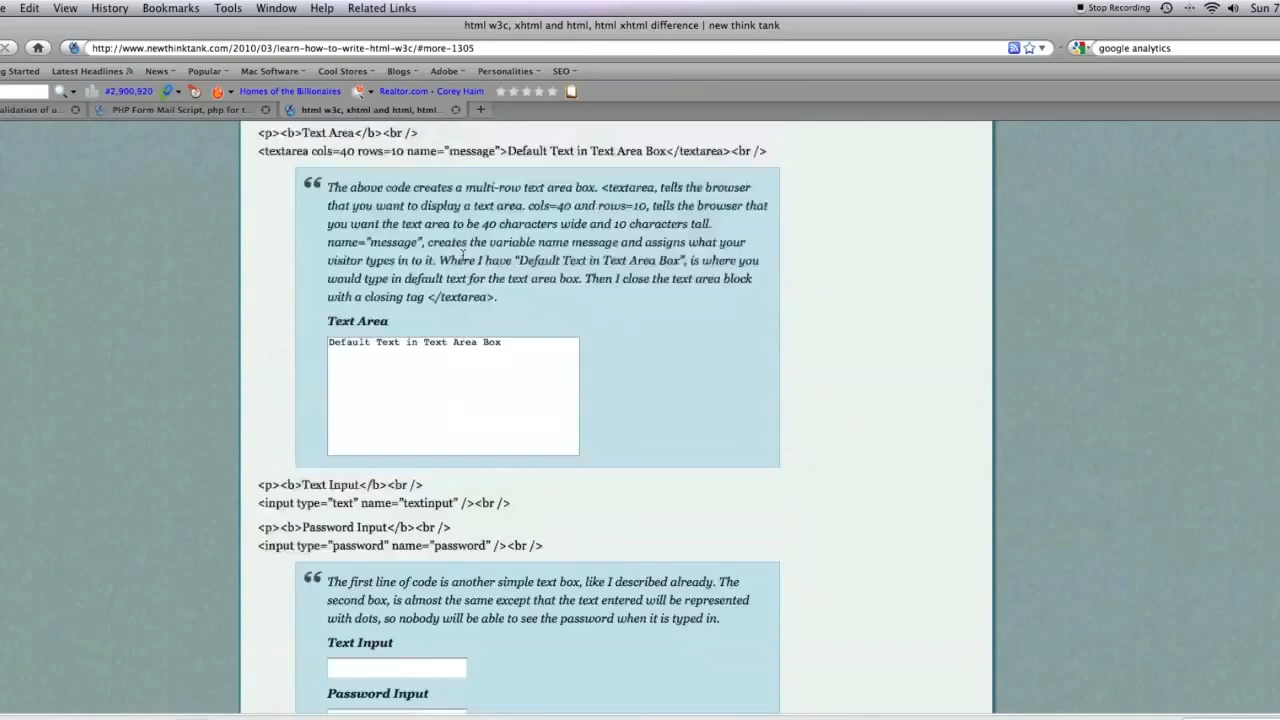 e Edit View History Bookmarks Tools Window Help Related Links Stop Recording Sun 7
html w3c, xhtml and html, html xhtml difference | new think tank
http://www.newthinktank.com/2010/03/learn-how-to-write-html-w3c/#more-1305 google analytics
g Started Latest Headlines News Popular Mac Software Cool Stores Blogs Adobe Personalities SEO
#2,900,920 Homes of the Billionaires Realtor.com - Corey Haim
alidation of u... PHP Form Mail Script, php for t... html w3c, xhtml and html, html...
<p><b>Text Area</b><br />
<textarea cols=40 rows=10 name="message">Default Text in Text Area Box</textarea><br />
“ The above code creates a multi-row text area box. <textarea, tells the browser
that you want to display a text area. cols=40 and rows=10, tells the browser that
you want the text area to be 40 characters wide and 10 characters tall.
name="message", creates the variable name message and assigns what your
visitor types in to it. Where I have "Default Text in Text Area Box", is where you
would type in default text for the text area box. Then I close the text area block
with a closing tag </textarea>.
Text Area
Default Text in Text Area Box
<p><b>Text Input</b><br />
<input type="text" name="textinput" /><br />
<p><b>Password Input</b><br />
<input type="password" name="password" /><br />
“ The first line of code is another simple text box, like I described already. The
second box, is almost the same except that the text entered will be represented
with dots, so nobody will be able to see the password when it is typed in.
Text Input
Password Input